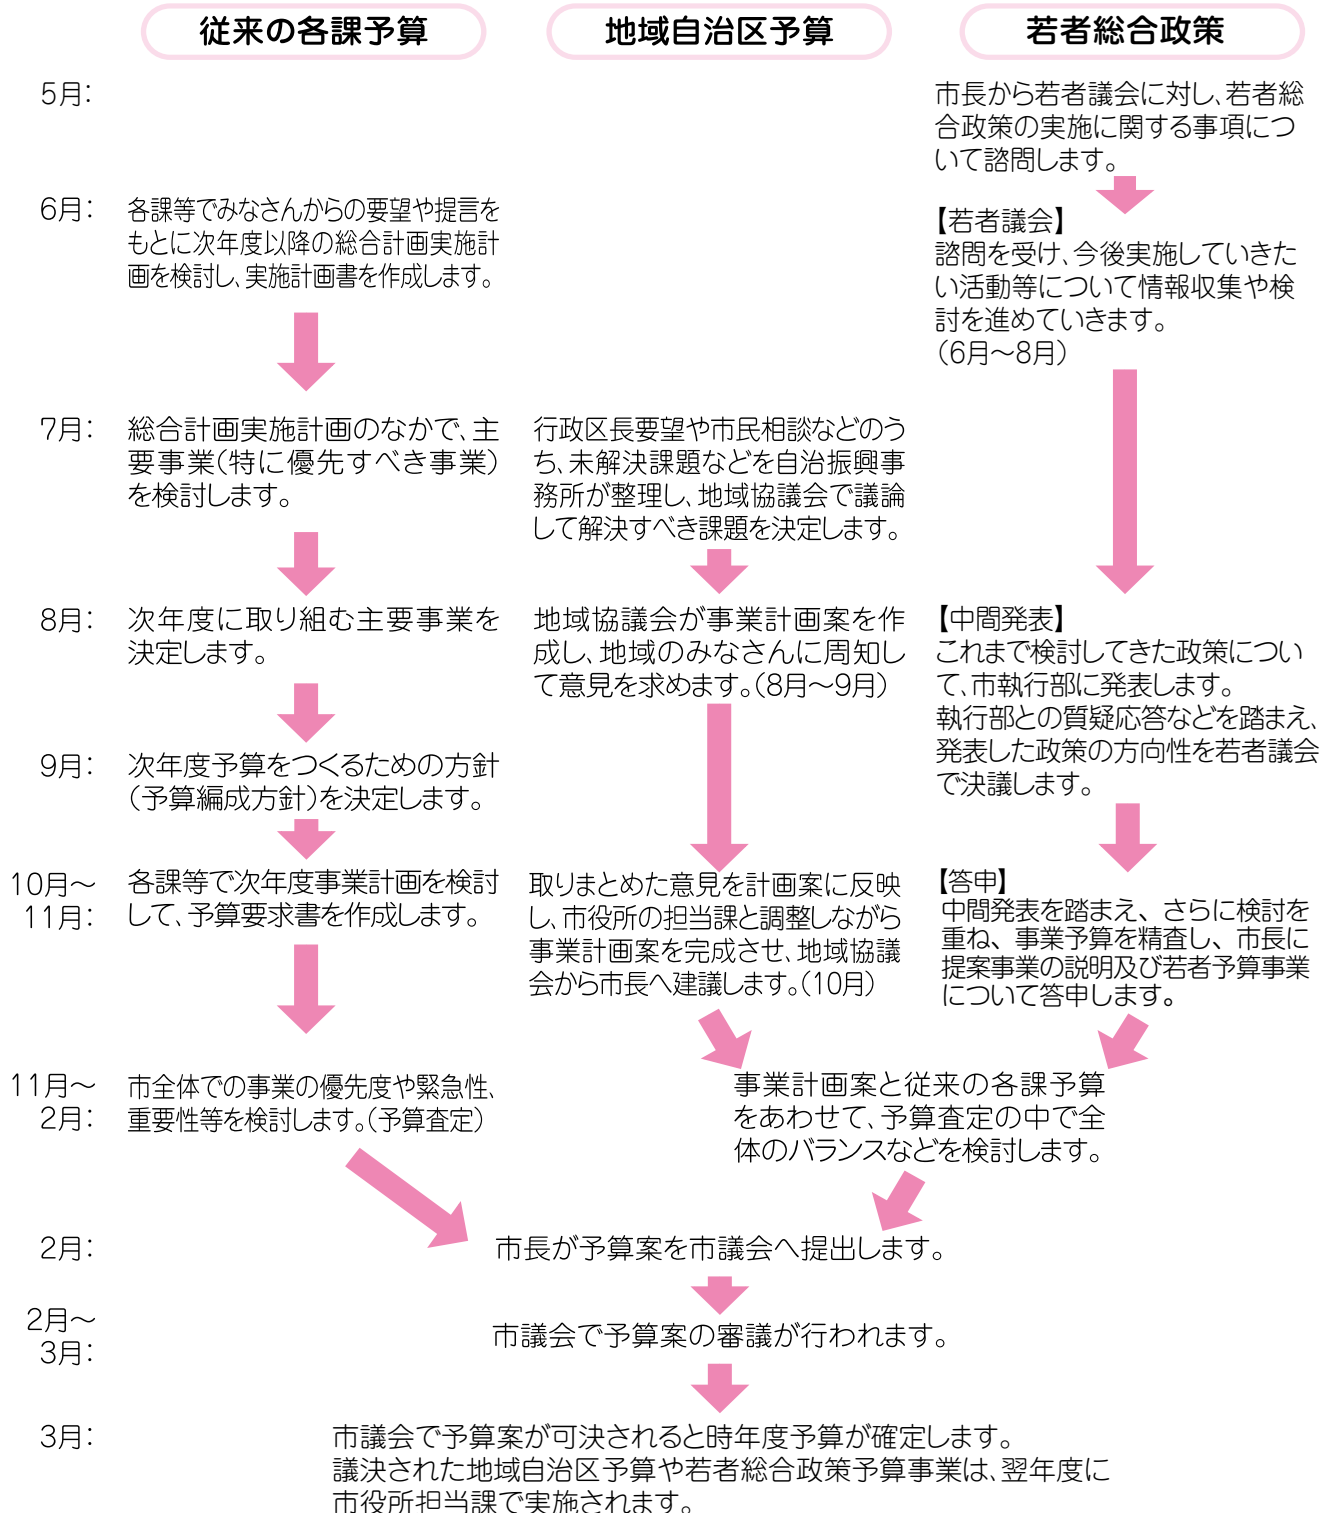 従来の各課予算
地域自治区予算
若者総合政策
5月：
市長から若者議会に対し、若者総
合政策の実施に関する事項につ
いて諮問します。
6月：
各課等でみなさんからの要望や提言を
もとに次年度以降の総合計画実施計
画を検討し、実施計画書を作成します。
【若者議会】
諮問を受け、今後実施していきた
い活動等について情報収集や検
討を進めていきます。
（6月～8月）
7月：
総合計画実施計画のなかで、主
要事業（特に優先すべき事業）
を検討します。
行政区長要望や市民相談などのう
ち、未解決課題などを自治振興事
務所が整理し、地域協議会で議論
して解決すべき課題を決定します。
8月：
次年度に取り組む主要事業を
決定します。
地域協議会が事業計画案を作
成し、地域のみなさんに周知し
て意見を求めます。（8月～9月）
【中間発表】
これまで検討してきた政策につい
て、市執行部に発表します。
執行部との質疑応答などを踏まえ、
発表した政策の方向性を若者議会
で決議します。
9月：
次年度予算をつくるための方針
（予算編成方針）を決定します。
10月～
11月：
各課等で次年度事業計画を検討
して、予算要求書を作成します。
取りまとめた意見を計画案に反映
し、市役所の担当課と調整しながら
事業計画案を完成させ、地域協議
会から市長へ建議します。（10月）
【答申】
中間発表を踏まえ、さらに検討を
重ね、事業予算を精査し、市長に
提案事業の説明及び若者予算事業
について答申します。
11月～
2月：
市全体での事業の優先度や緊急性、
重要性等を検討します。（予算査定）
事業計画案と従来の各課予算
をあわせて、予算査定の中で全
体のバランスなどを検討します。
2月：
市長が予算案を市議会へ提出します。
2月～
3月：
市議会で予算案の審議が行われます。
3月：
市議会で予算案が可決されると時年度予算が確定します。
議決された地域自治区予算や若者総合政策予算事業は、翌年度に
市役所担当課で実施されます。